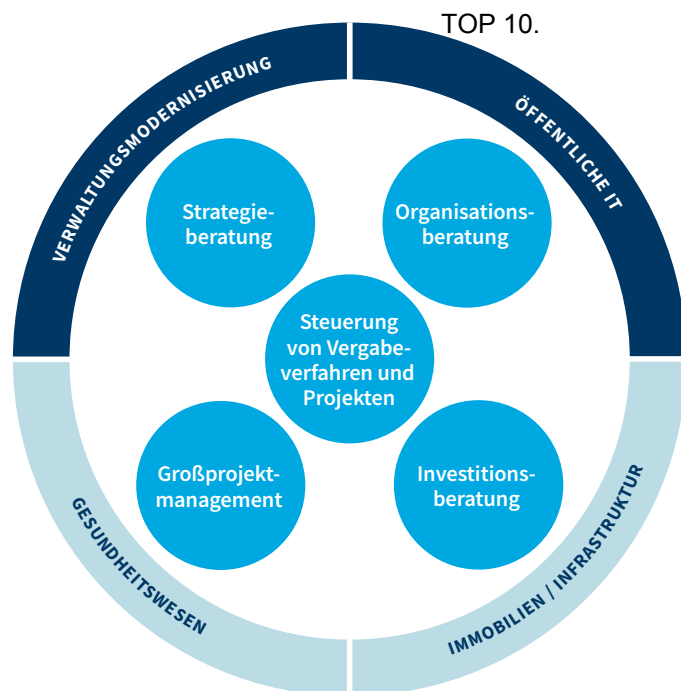 TOP 10.
VERWALTUNGSMODERNISIERUNG
ÖFFENTLICHE IT
Strategie-
beratung
Organisations-
beratung
Steuerung
von Vergabe-
verfahren und
Projekten
Großprojekt-
management
Investitions-
beratung
GESUNDHEITSWESEN
IMMOBILIEN / INFRASTRUKTUR